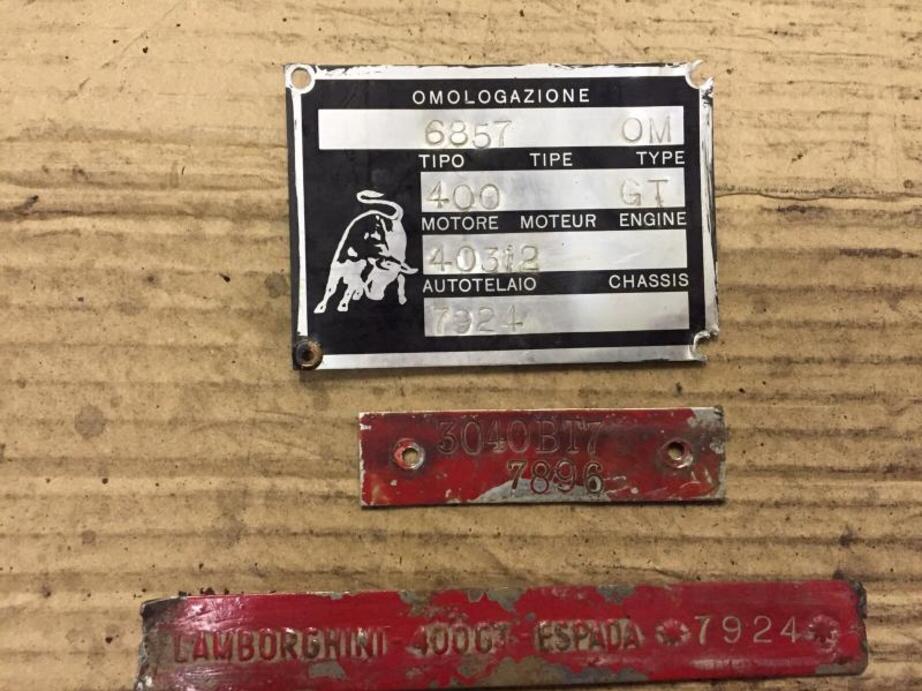 OMOLOGAZIONE
6857 OM
TIPO TIPE TYPE
400 GT
MOTORE MOTEUR ENGINE
40312
AUTOTELAIO CHASSIS
7924
3040B17
7896
LAMBORGHINI - 400GT ESPADA ★7924★